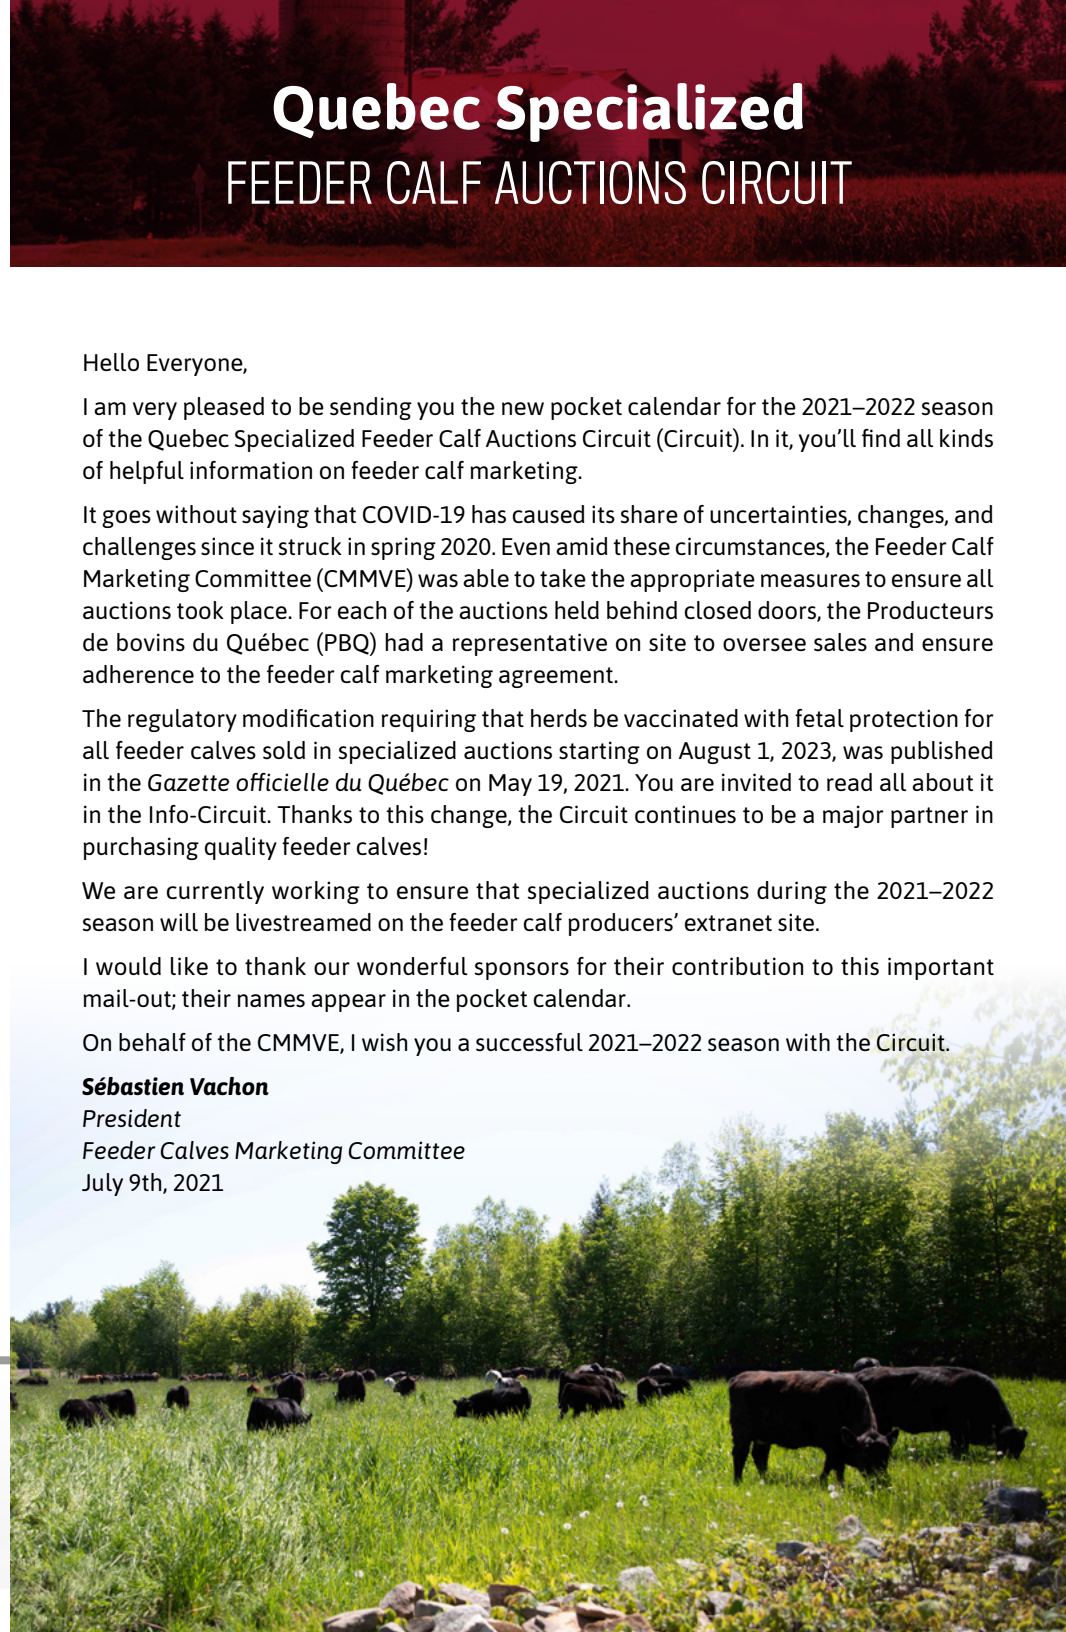 Quebec Specialized
FEEDER CALF AUCTIONS CIRCUIT
Hello Everyone,
I am very pleased to be sending you the new pocket calendar for the 2021–2022 season
of the Quebec Specialized Feeder Calf Auctions Circuit (Circuit). In it, you’ll find all kinds
of helpful information on feeder calf marketing.
It goes without saying that COVID-19 has caused its share of uncertainties, changes, and
challenges since it struck in spring 2020. Even amid these circumstances, the Feeder Calf
Marketing Committee (CMMVE) was able to take the appropriate measures to ensure all
auctions took place. For each of the auctions held behind closed doors, the Producteurs
de bovins du Québec (PBQ) had a representative on site to oversee sales and ensure
adherence to the feeder calf marketing agreement.
The regulatory modification requiring that herds be vaccinated with fetal protection for
all feeder calves sold in specialized auctions starting on August 1, 2023, was published
in the Gazette officielle du Québec on May 19, 2021. You are invited to read all about it
in the Info-Circuit. Thanks to this change, the Circuit continues to be a major partner in
purchasing quality feeder calves!
We are currently working to ensure that specialized auctions during the 2021–2022
season will be livestreamed on the feeder calf producers’ extranet site.
I would like to thank our wonderful sponsors for their contribution to this important
mail-out; their names appear in the pocket calendar.
On behalf of the CMMVE, I wish you a successful 2021–2022 season with the Circuit.
Sébastien Vachon
President
Feeder Calves Marketing Committee
July 9th, 2021